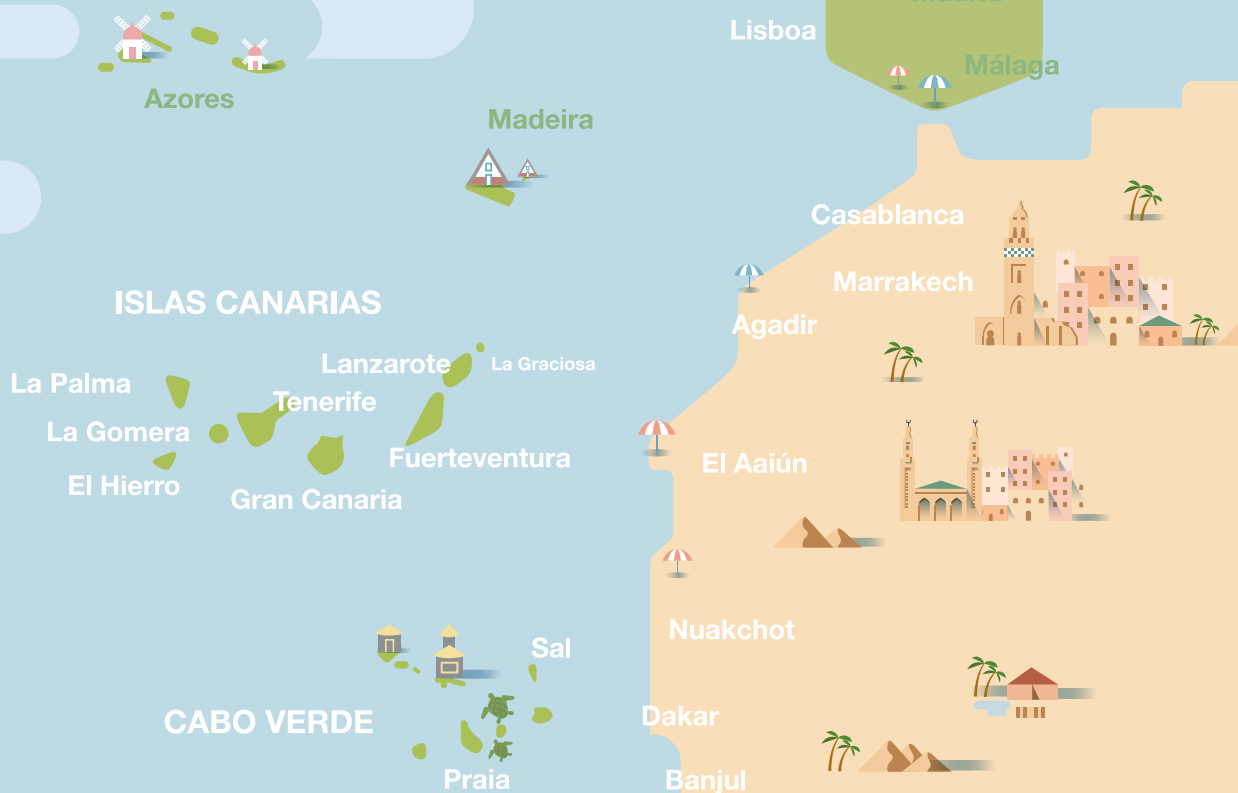 Lisboa
Málaga
Azores
Madeira
Casablanca
Marrakech
ISLAS CANARIAS
Agadir
Lanzarote
La Graciosa
La Palma
Tenerife
La Gomera
Fuerteventura
El Aaiún
El Hierro
Gran Canaria
Nuakchot
Sal
Dakar
CABO VERDE
Praia
Banjul